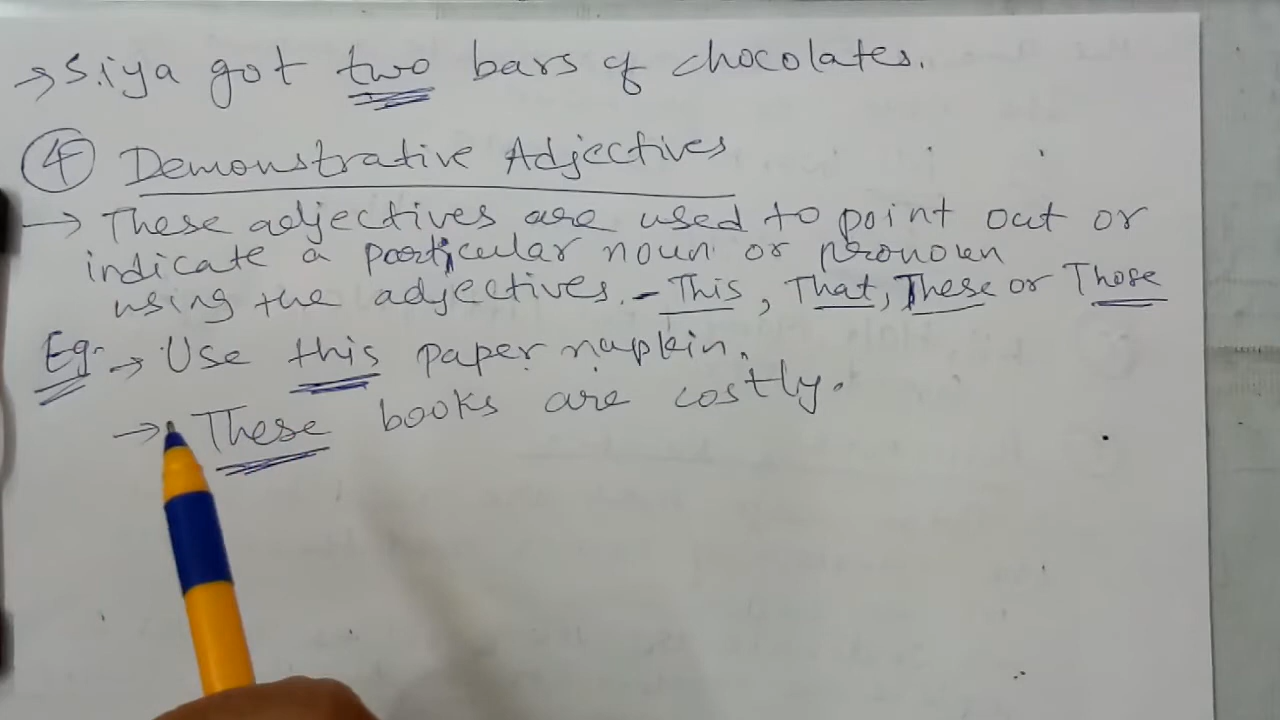 → Siya got two bars of chocolates.
④ Demonstrative Adjectives
→ These adjectives are used to point out or
indicate a particular noun or pronoun
using the adjectives. - This, That, These or Those
Eg:- → Use this paper napkin.
→ These books are costly.